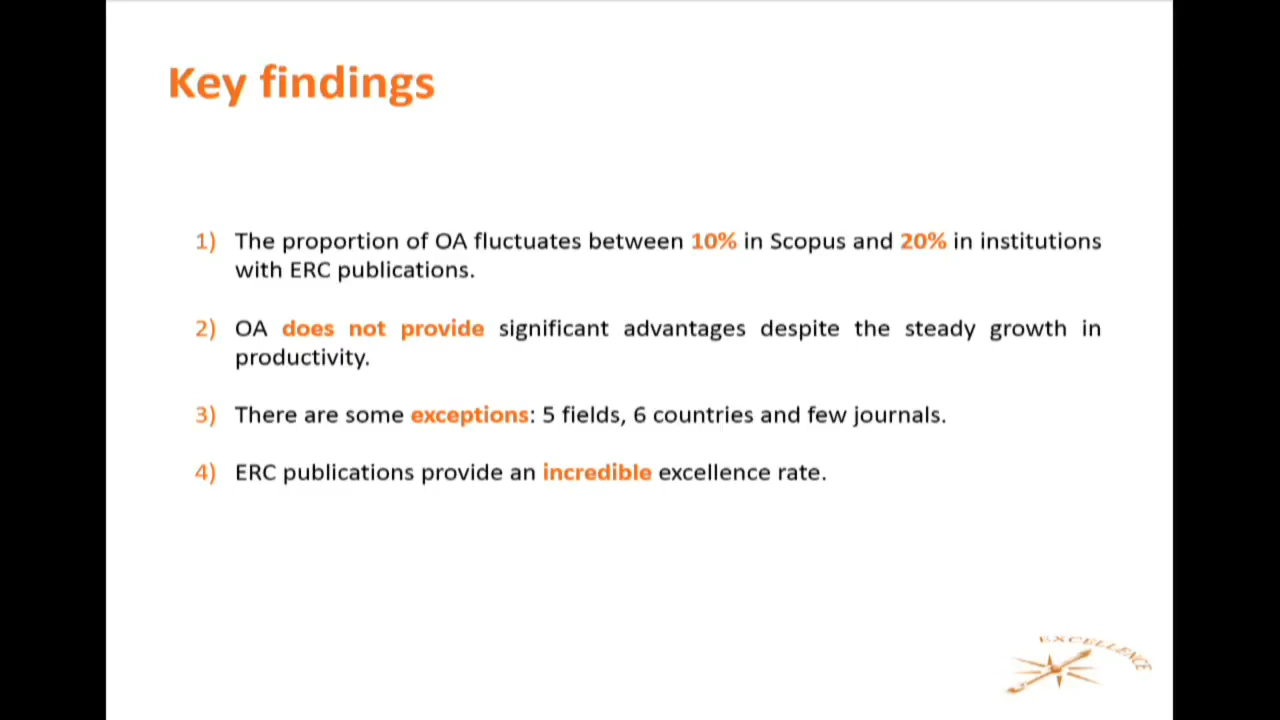 Key findings
1) The proportion of OA fluctuates between 10% in Scopus and 20% in institutions
with ERC publications.
2) OA does not provide significant advantages despite the steady growth in
productivity.
3) There are some exceptions: 5 fields, 6 countries and few journals.
4) ERC publications provide an incredible excellence rate.
EXCELLENCE